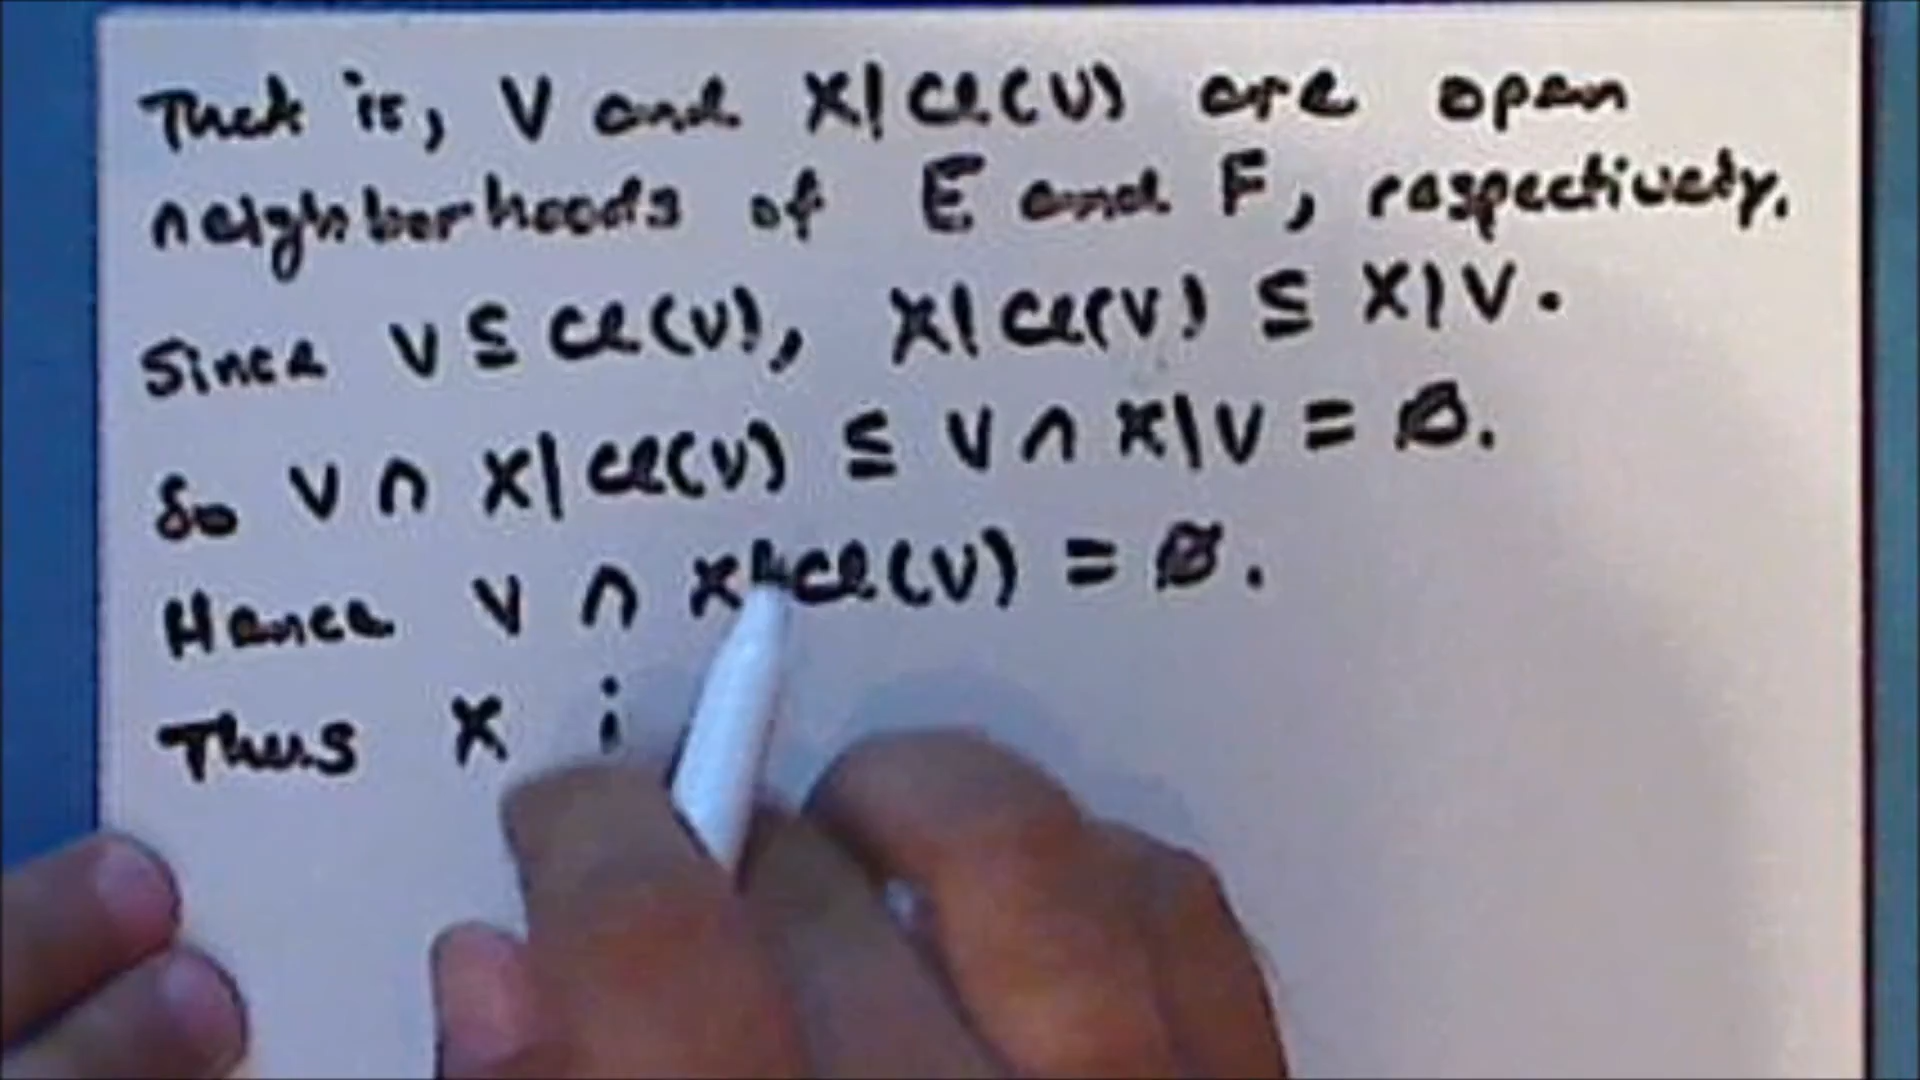 That is, V and X|Cl(V) are open
neighborhoods of E and F, respectively.
Since V ⊆ Cl(V), X|Cl(V) ⊆ X|V.
So V ∩ X|Cl(V) ⊆ V ∩ X|V = Ø.
Hence V ∩ X|Cl(V) = Ø.
Thus X i